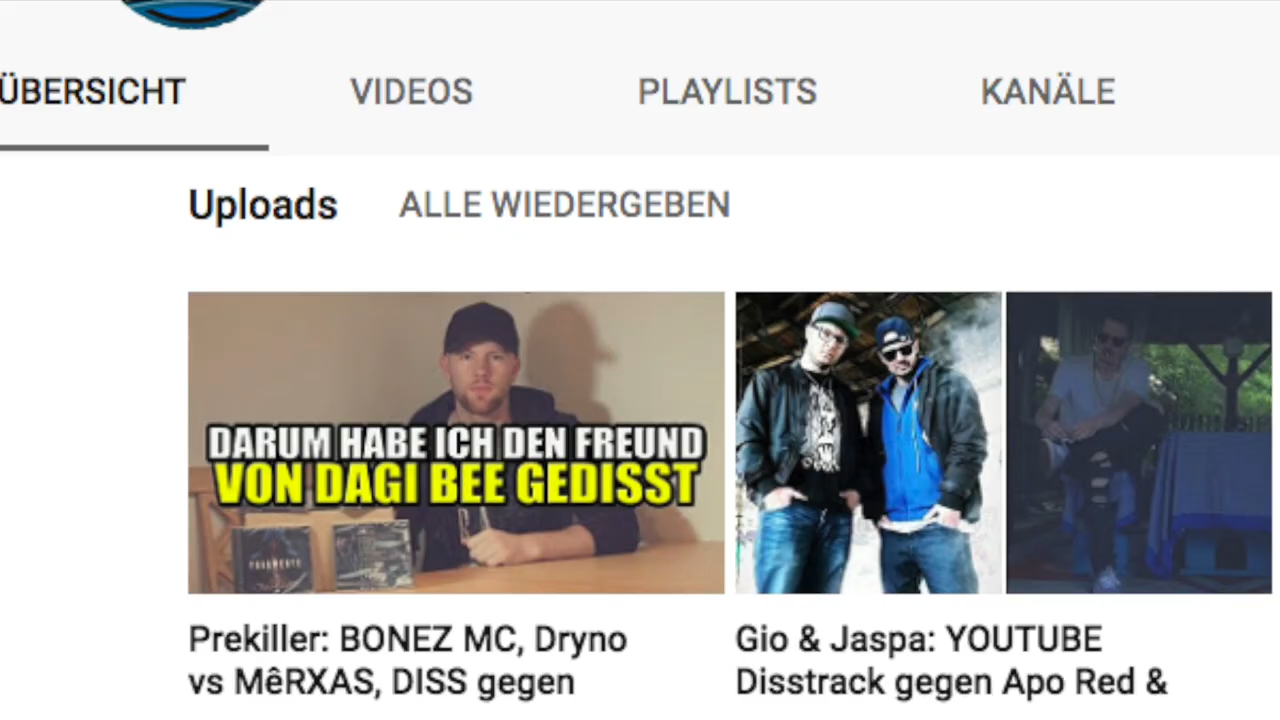 ÜBERSICHT VIDEOS PLAYLISTS KANÄLE
Uploads ALLE WIEDERGEBEN
DARUM HABE ICH DEN FREUND
VON DAGI BEE GEDISST
FRAGMENTE
Prekiller: BONEZ MC, Dryno
vs MêRXAS, DISS gegen
Gio & Jaspa: YOUTUBE
Disstrack gegen Apo Red &